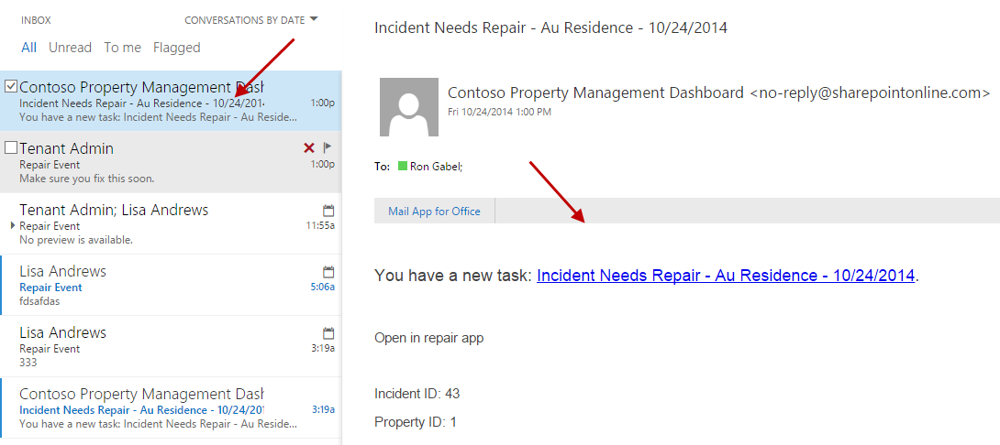 INBOX
CONVERSATIONS BY DATE
All Unread To me Flagged
Contoso Property Management Dash
Incident Needs Repair - Au Residence - 10/24/2014
1:00p
You have a new task: Incident Needs Repair - Au Reside...
Tenant Admin
Repair Event
1:00p
Make sure you fix this soon.
Tenant Admin; Lisa Andrews
Repair Event
11:55a
No preview is available.
Lisa Andrews
Repair Event
5:06a
fdsafdas
Lisa Andrews
Repair Event
3:19a
333
Contoso Property Management Dash
Incident Needs Repair - Au Residence - 10/24/201
3:19a
You have a new task: Incident Needs Repair - Au Reside...
Incident Needs Repair - Au Residence - 10/24/2014
Contoso Property Management Dashboard <no-reply@sharepointonline.com>
Fri 10/24/2014 1:00 PM
To: Ron Gabel;
Mail App for Office
You have a new task: Incident Needs Repair - Au Residence - 10/24/2014.
Open in repair app
Incident ID: 43
Property ID: 1